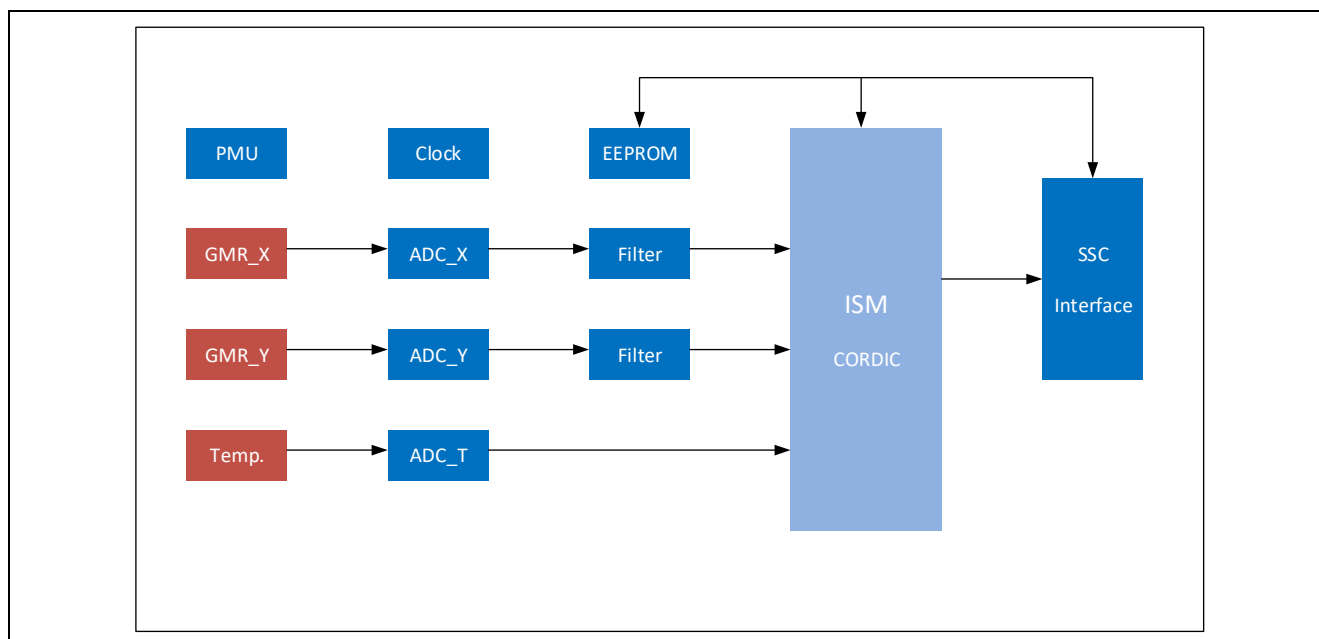 PMU
Clock
EEPROM
GMR_X
ADC_X
Filter
GMR_Y
ADC_Y
Filter
Temp.
ADC_T
ISM
CORDIC
SSC
Interface